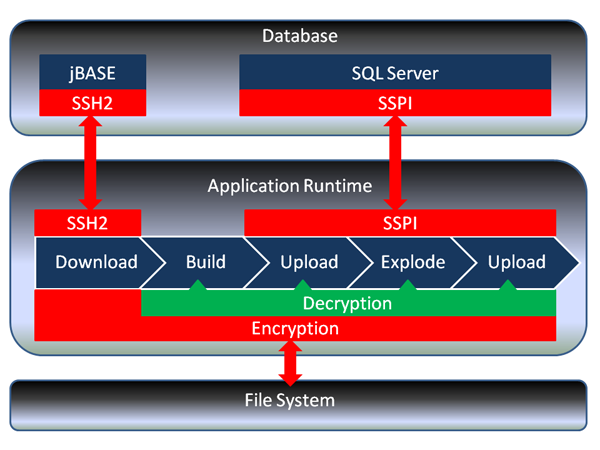 Database
jBASE
SQL Server
SSH2
SSPI
Application Runtime
SSH2
SSPI
Download
Build
Upload
Explode
Upload
Decryption
Encryption
File System